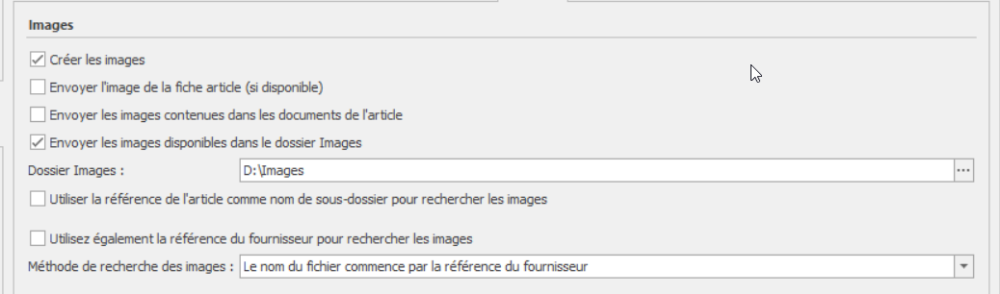 Images
Créer les images
Envoyer l'image de la fiche article (si disponible)
Envoyer les images contenues dans les documents de l'article
Envoyer les images disponibles dans le dossier Images
Dossier Images : D:\Images ...
Utiliser la référence de l'article comme nom de sous-dossier pour rechercher les images
Utilisez également la référence du fournisseur pour rechercher les images
Méthode de recherche des images : Le nom du fichier commence par la référence du fournisseur